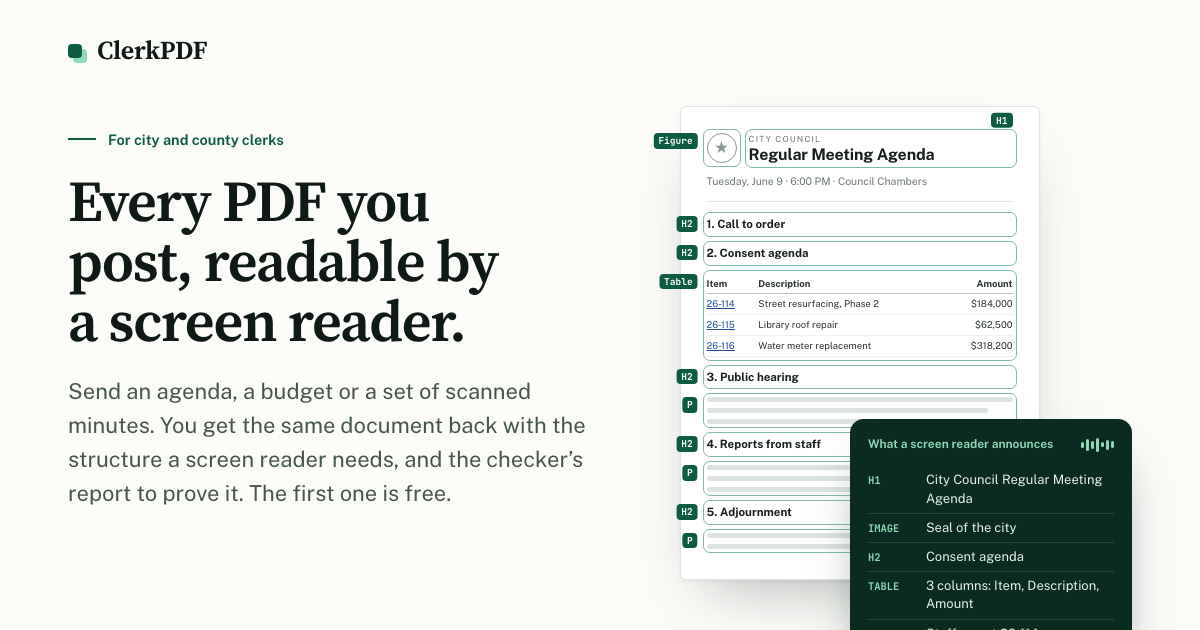 ClerkPDF
For city and county clerks
Every PDF you
post, readable by
a screen reader.
Send an agenda, a budget or a set of scanned
minutes. You get the same document back with the
structure a screen reader needs, and the checker’s
report to prove it. The first one is free.
H1
Figure
CITY COUNCIL
Regular Meeting Agenda
Tuesday, June 9 · 6:00 PM · Council Chambers
H2 1. Call to order
H2 2. Consent agenda
Table
Item Description Amount
26-114 Street resurfacing, Phase 2 $184,000
26-115 Library roof repair $62,500
26-116 Water meter replacement $318,200
H2 3. Public hearing
P
H2 4. Reports from staff
P
H2 5. Adjournment
P
What a screen reader announces
H1 City Council Regular Meeting
Agenda
IMAGE Seal of the city
H2 Consent agenda
TABLE 3 columns: Item, Description,
Amount